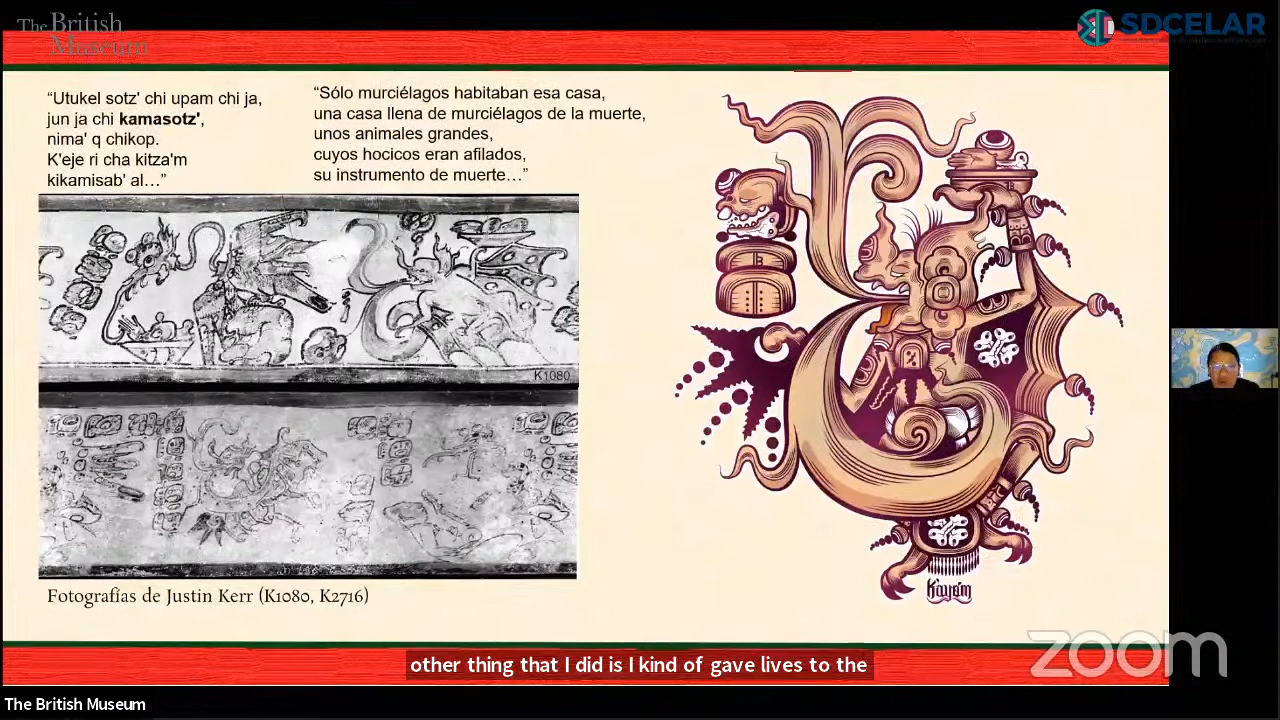 The British
Museum
SDCELAR
“Utukel sotz' chi upam chi ja,
jun ja chi kamasotz',
nima' q chikop.
K'eje ri cha kitza'm
kikamisab' al…”
“Sólo murciélagos habitaban esa casa,
una casa llena de murciélagos de la muerte,
unos animales grandes,
cuyos hocicos eran afilados,
su instrumento de muerte…”
K1080
Fotografías de Justin Kerr (K1080, K2716)
K'ayóm
zoom
other thing that I did is I kind of gave lives to the
The British Museum